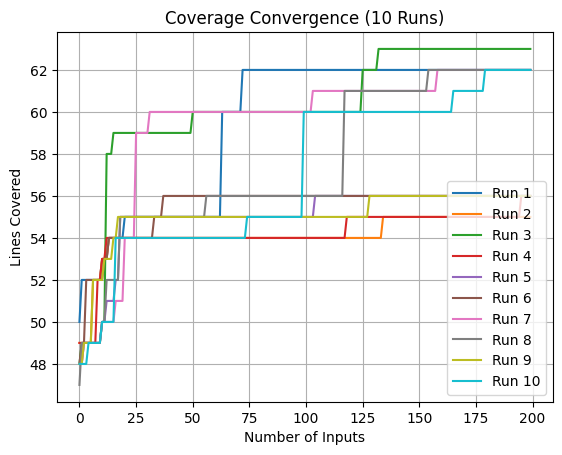 Coverage Convergence (10 Runs)
Lines Covered
62
60
58
56
54
52
50
48
Run 1
Run 2
Run 3
Run 4
Run 5
Run 6
Run 7
Run 8
Run 9
Run 10
0 25 50 75 100 125 150 175 200
Number of Inputs